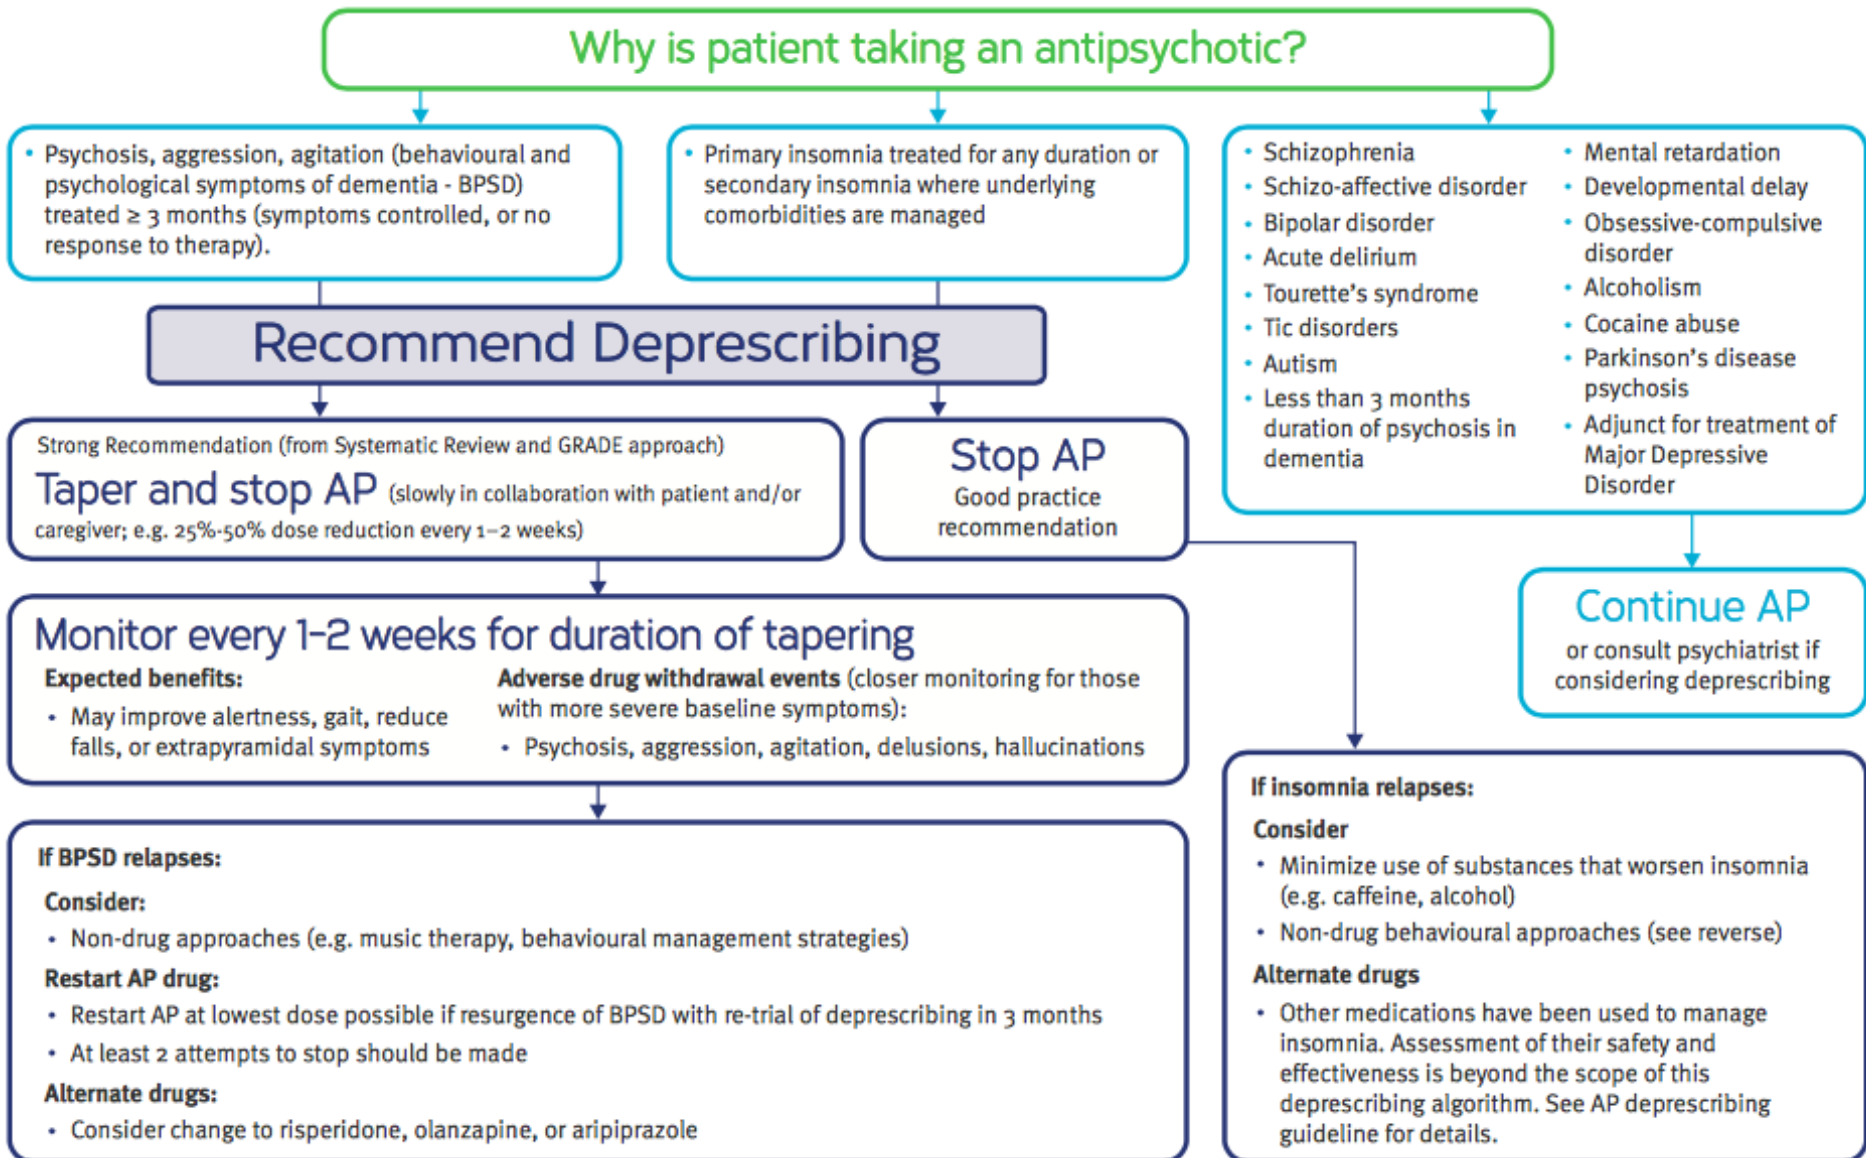 Why is patient taking an antipsychotic?
• Psychosis, aggression, agitation (behavioural and
psychological symptoms of dementia - BPSD)
treated ≥ 3 months (symptoms controlled, or no
response to therapy).
• Primary insomnia treated for any duration or
secondary insomnia where underlying
comorbidities are managed
• Schizophrenia
• Schizo-affective disorder
• Bipolar disorder
• Acute delirium
• Tourette's syndrome
• Tic disorders
• Autism
• Less than 3 months
duration of psychosis in
dementia
• Mental retardation
• Developmental delay
• Obsessive-compulsive
disorder
• Alcoholism
• Cocaine abuse
• Parkinson's disease
psychosis
• Adjunct for treatment of
Major Depressive
Disorder
Recommend Deprescribing
Strong Recommendation (from Systematic Review and GRADE approach)
Taper and stop AP (slowly in collaboration with patient and/or
caregiver; e.g. 25%-50% dose reduction every 1–2 weeks)
Stop AP
Good practice
recommendation
Continue AP
or consult psychiatrist if
considering deprescribing
Monitor every 1-2 weeks for duration of tapering
Expected benefits:
• May improve alertness, gait, reduce
falls, or extrapyramidal symptoms
Adverse drug withdrawal events (closer monitoring for those
with more severe baseline symptoms):
• Psychosis, aggression, agitation, delusions, hallucinations
If BPSD relapses:
Consider:
• Non-drug approaches (e.g. music therapy, behavioural management strategies)
Restart AP drug:
• Restart AP at lowest dose possible if resurgence of BPSD with re-trial of deprescribing in 3 months
• At least 2 attempts to stop should be made
Alternate drugs:
• Consider change to risperidone, olanzapine, or aripiprazole
If insomnia relapses:
Consider
• Minimize use of substances that worsen insomnia
(e.g. caffeine, alcohol)
• Non-drug behavioural approaches (see reverse)
Alternate drugs
• Other medications have been used to manage
insomnia. Assessment of their safety and
effectiveness is beyond the scope of this
deprescribing algorithm. See AP deprescribing
guideline for details.